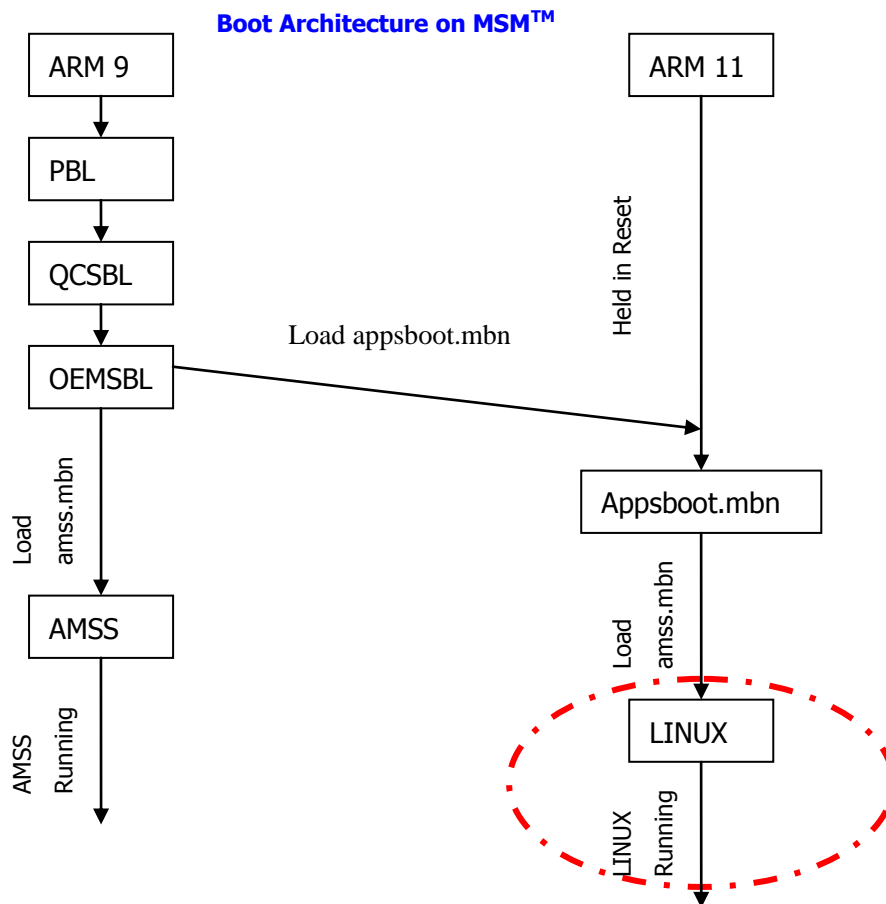 Boot Architecture on MSM™
ARM 9
ARM 11
PBL
Held in Reset
QCSBL
Load appsboot.mbn
OEMSBL
Load
amss.mbn
Appsboot.mbn
AMSS
Load
amss.mbn
AMSS
Running
LINUX
LINUX
Running